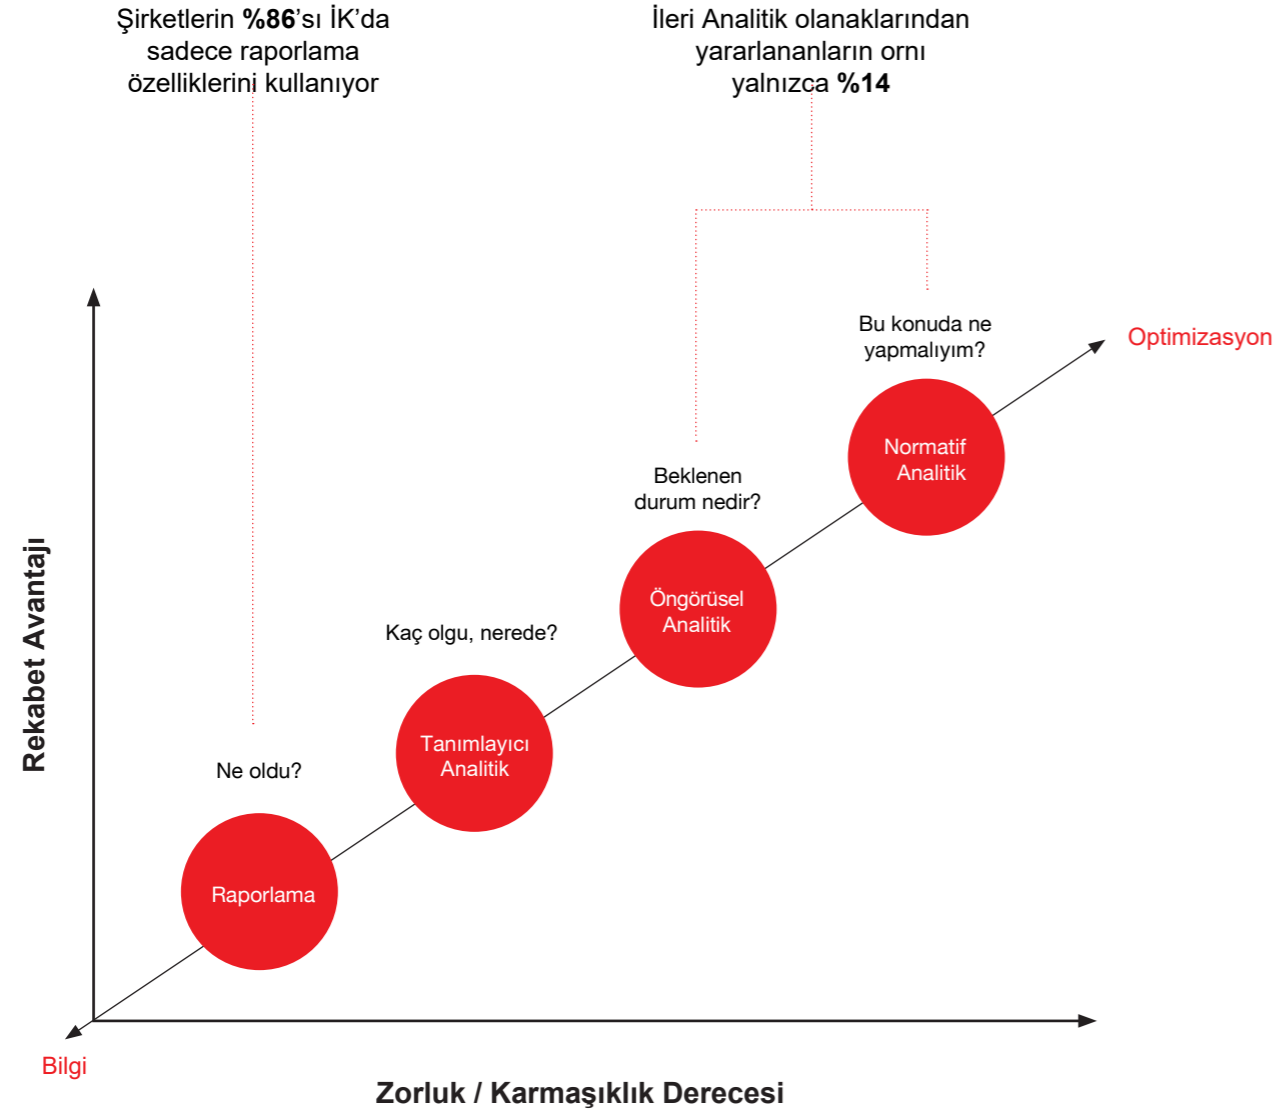 Şirketlerin %86’sı İK’da
sadece raporlama
özelliklerini kullanıyor
İleri Analitik olanaklarından
yararlananların ornı
yalnızca %14
Bu konuda ne
yapmalıyım?
Optimizasyon
Normatif
Analitik
Beklenen
durum nedir?
Öngörüsel
Analitik
Kaç olgu, nerede?
Tanımlayıcı
Analitik
Ne oldu?
Raporlama
Rekabet Avantajı
Bilgi
Zorluk / Karmaşıklık Derecesi